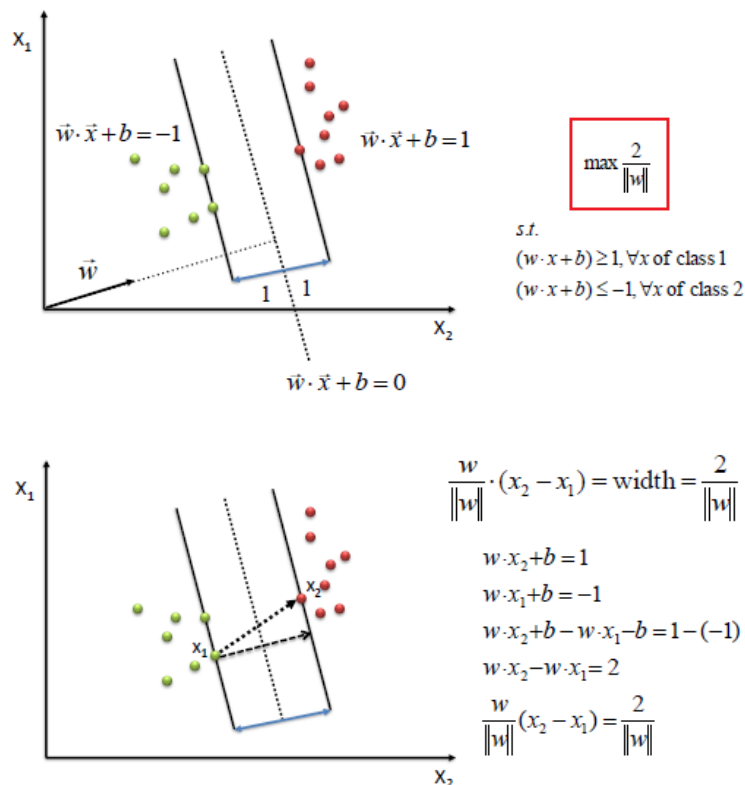 X₁
w⃗·x⃗+b=−1
w⃗·x⃗+b=1
max 2/‖w‖
s.t.
(w·x+b)≥1,∀x of class 1
(w·x+b)≤−1,∀x of class 2
w⃗
1 1
X₂
w⃗·x⃗+b=0
X₁
w/‖w‖·(x₂−x₁)=width=2/‖w‖
w·x₂+b=1
x₂
w·x₁+b=−1
x₁
w·x₂+b−w·x₁−b=1−(−1)
w·x₂−w·x₁=2
w/‖w‖(x₂−x₁)=2/‖w‖
X₂